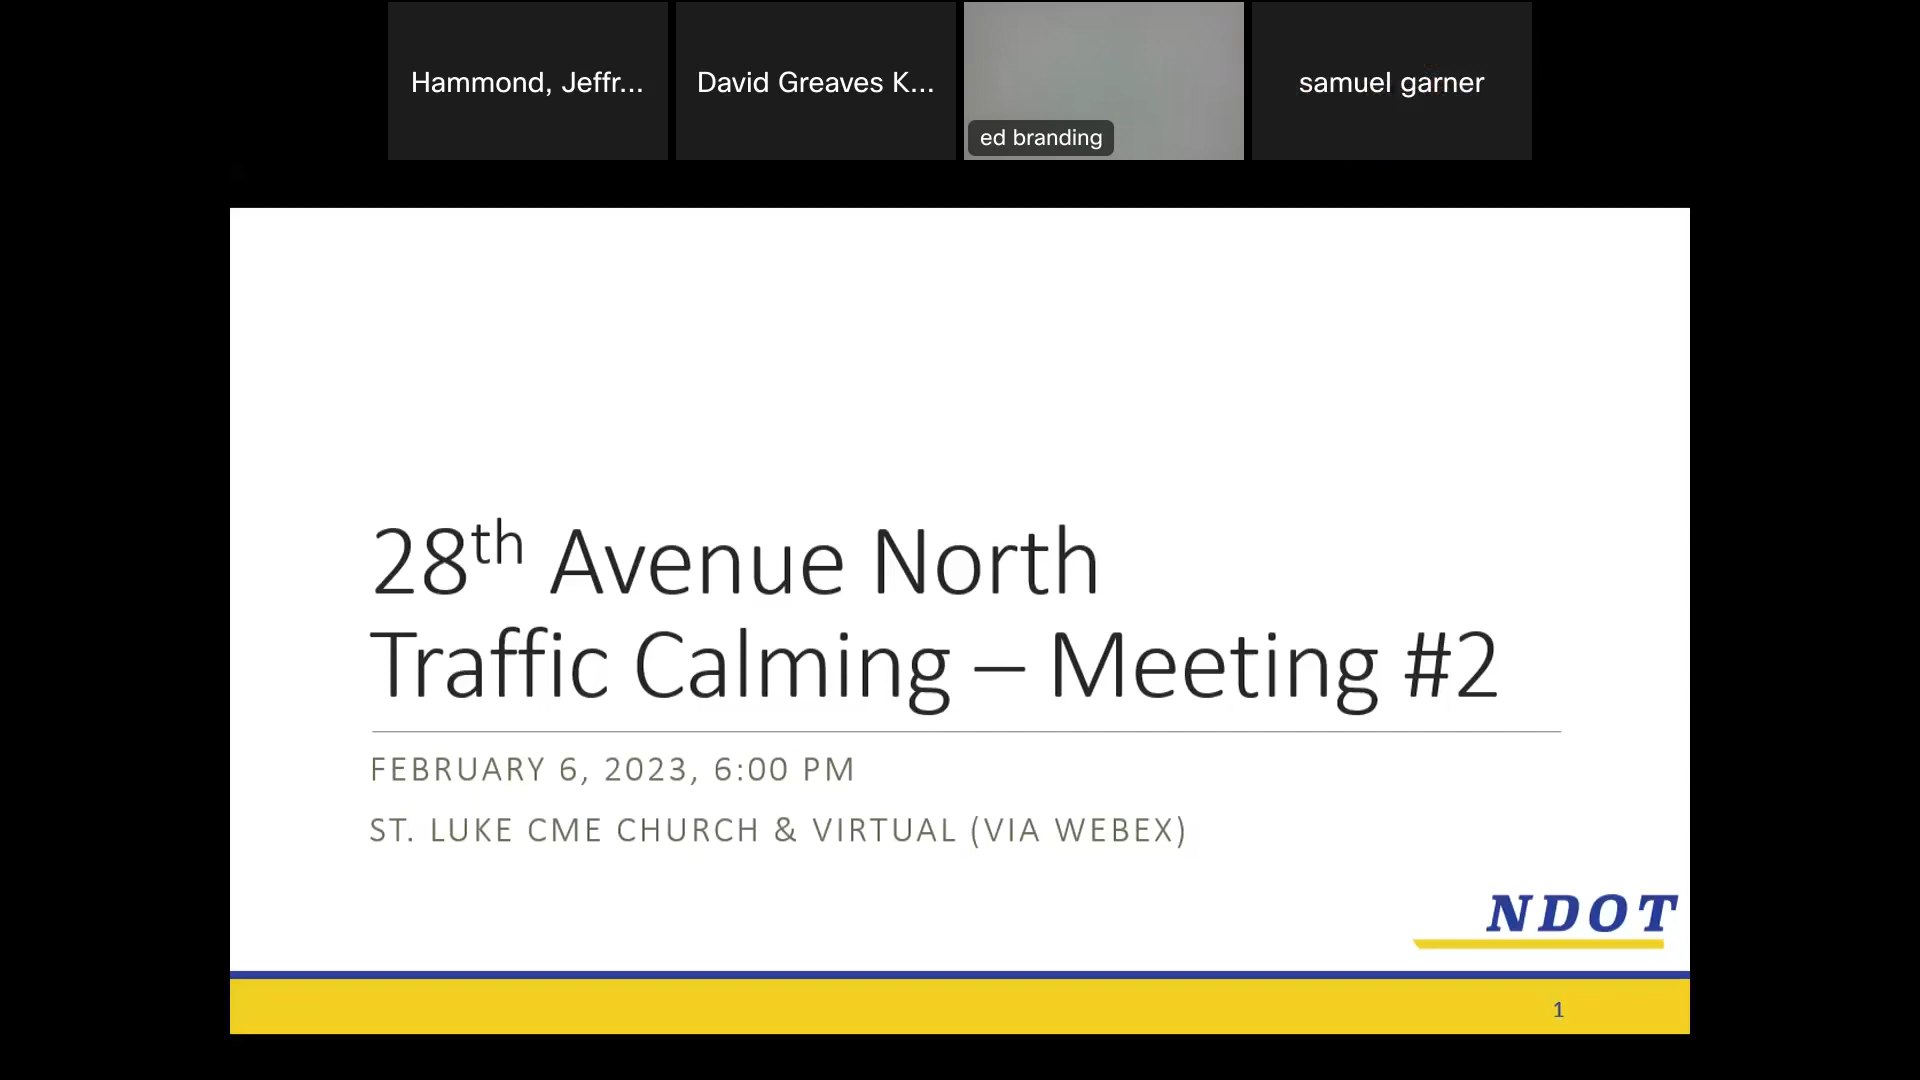 Hammond, Jeffr...
David Greaves K...
ed branding
samuel garner
28th Avenue North
Traffic Calming – Meeting #2
FEBRUARY 6, 2023, 6:00 PM
ST. LUKE CME CHURCH & VIRTUAL (VIA WEBEX)
NDOT
1